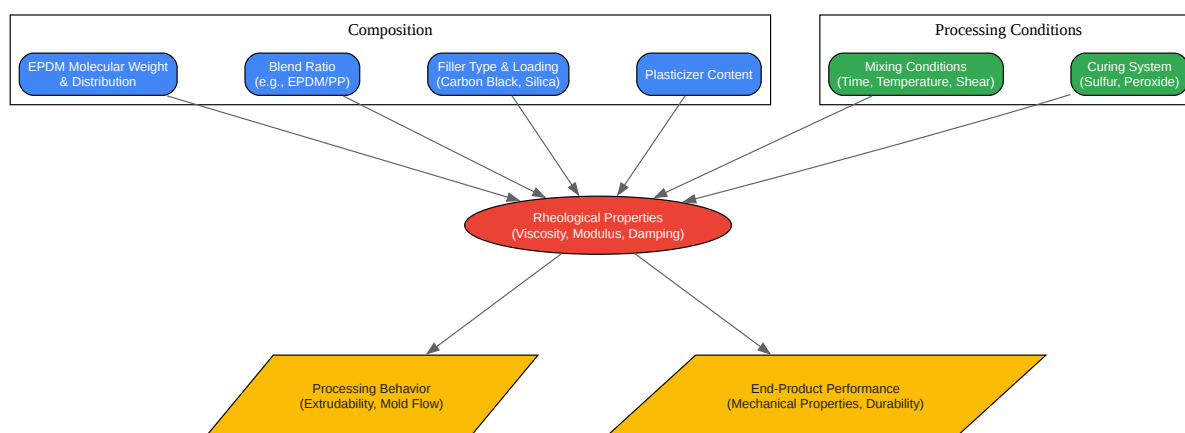 Composition
Processing Conditions
EPDM Molecular Weight
& Distribution
Blend Ratio
(e.g., EPDM/PP)
Filler Type & Loading
(Carbon Black, Silica)
Plasticizer Content
Mixing Conditions
(Time, Temperature, Shear)
Curing System
(Sulfur, Peroxide)
Rheological Properties
(Viscosity, Modulus, Damping)
Processing Behavior
(Extrudability, Mold Flow)
End-Product Performance
(Mechanical Properties, Durability)